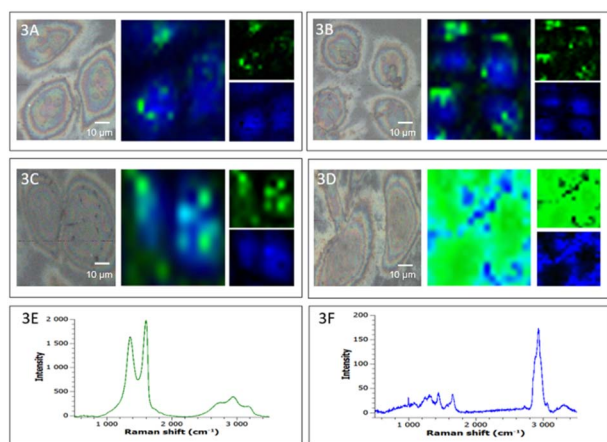 3A
10 µm
3B
10 µm
3C
10 µm
3D
10 µm
3E
2 000
1 500
1 000
500
0
Intensity
1 000
2 000
3 000
Raman shift (cm⁻¹)
3F
200
150
100
50
0
Intensity
1 000
2 000
3 000
Raman shift (cm⁻¹)